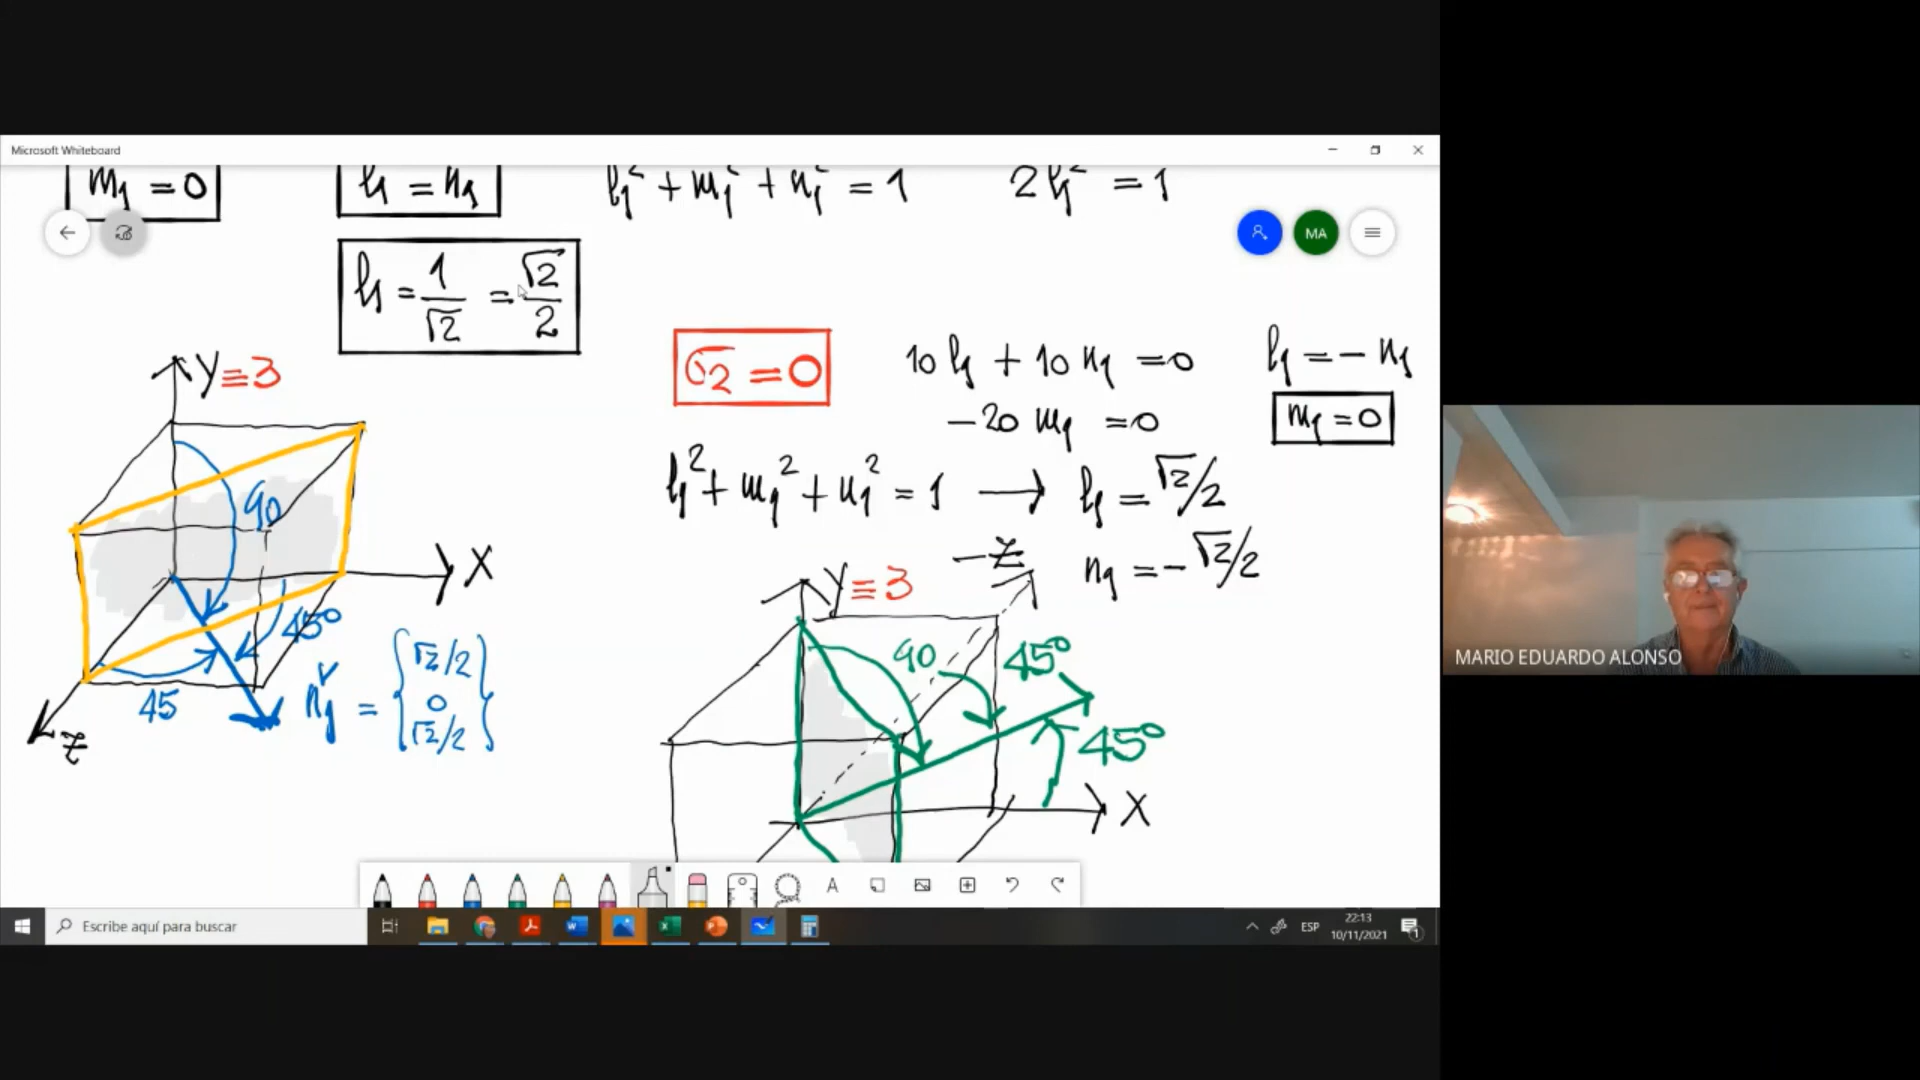 Microsoft Whiteboard
m₁ = 0
l₁ = n₁
l₁² + m₁² + n₁² = 1
2 l₁² = 1
MA
l₁ = 1/√2 = √2/2
σ₂ = 0
10 l₁ + 10 n₁ = 0
l₁ = - n₁
-20 m₁ = 0
m₁ = 0
l₁² + m₁² + n₁² = 1 → l₁ = √2/2
n₁ = -√2/2
Y ≡ 3
90
X
45°
45
Z
n₁ = { √2/2
0
√2/2 }
-Z
Y ≡ 3
90
45°
45°
X
MARIO EDUARDO ALONSO
A
Escribe aquí para buscar
ESP
22:13
10/11/2021
1